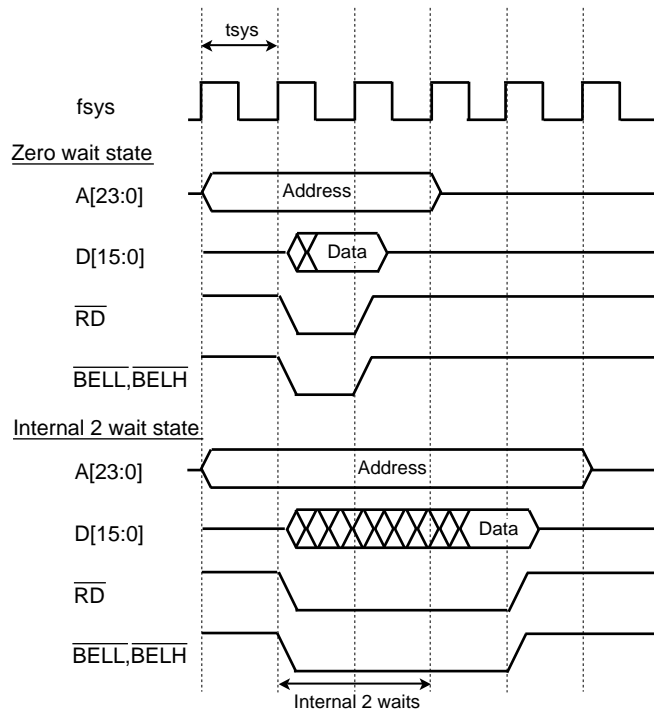 tsys
fsys
Zero wait state
A[23:0]
Address
D[15:0]
Data
RD
BELL,BELH
Internal 2 wait state
A[23:0]
Address
D[15:0]
Data
RD
BELL,BELH
Internal 2 waits